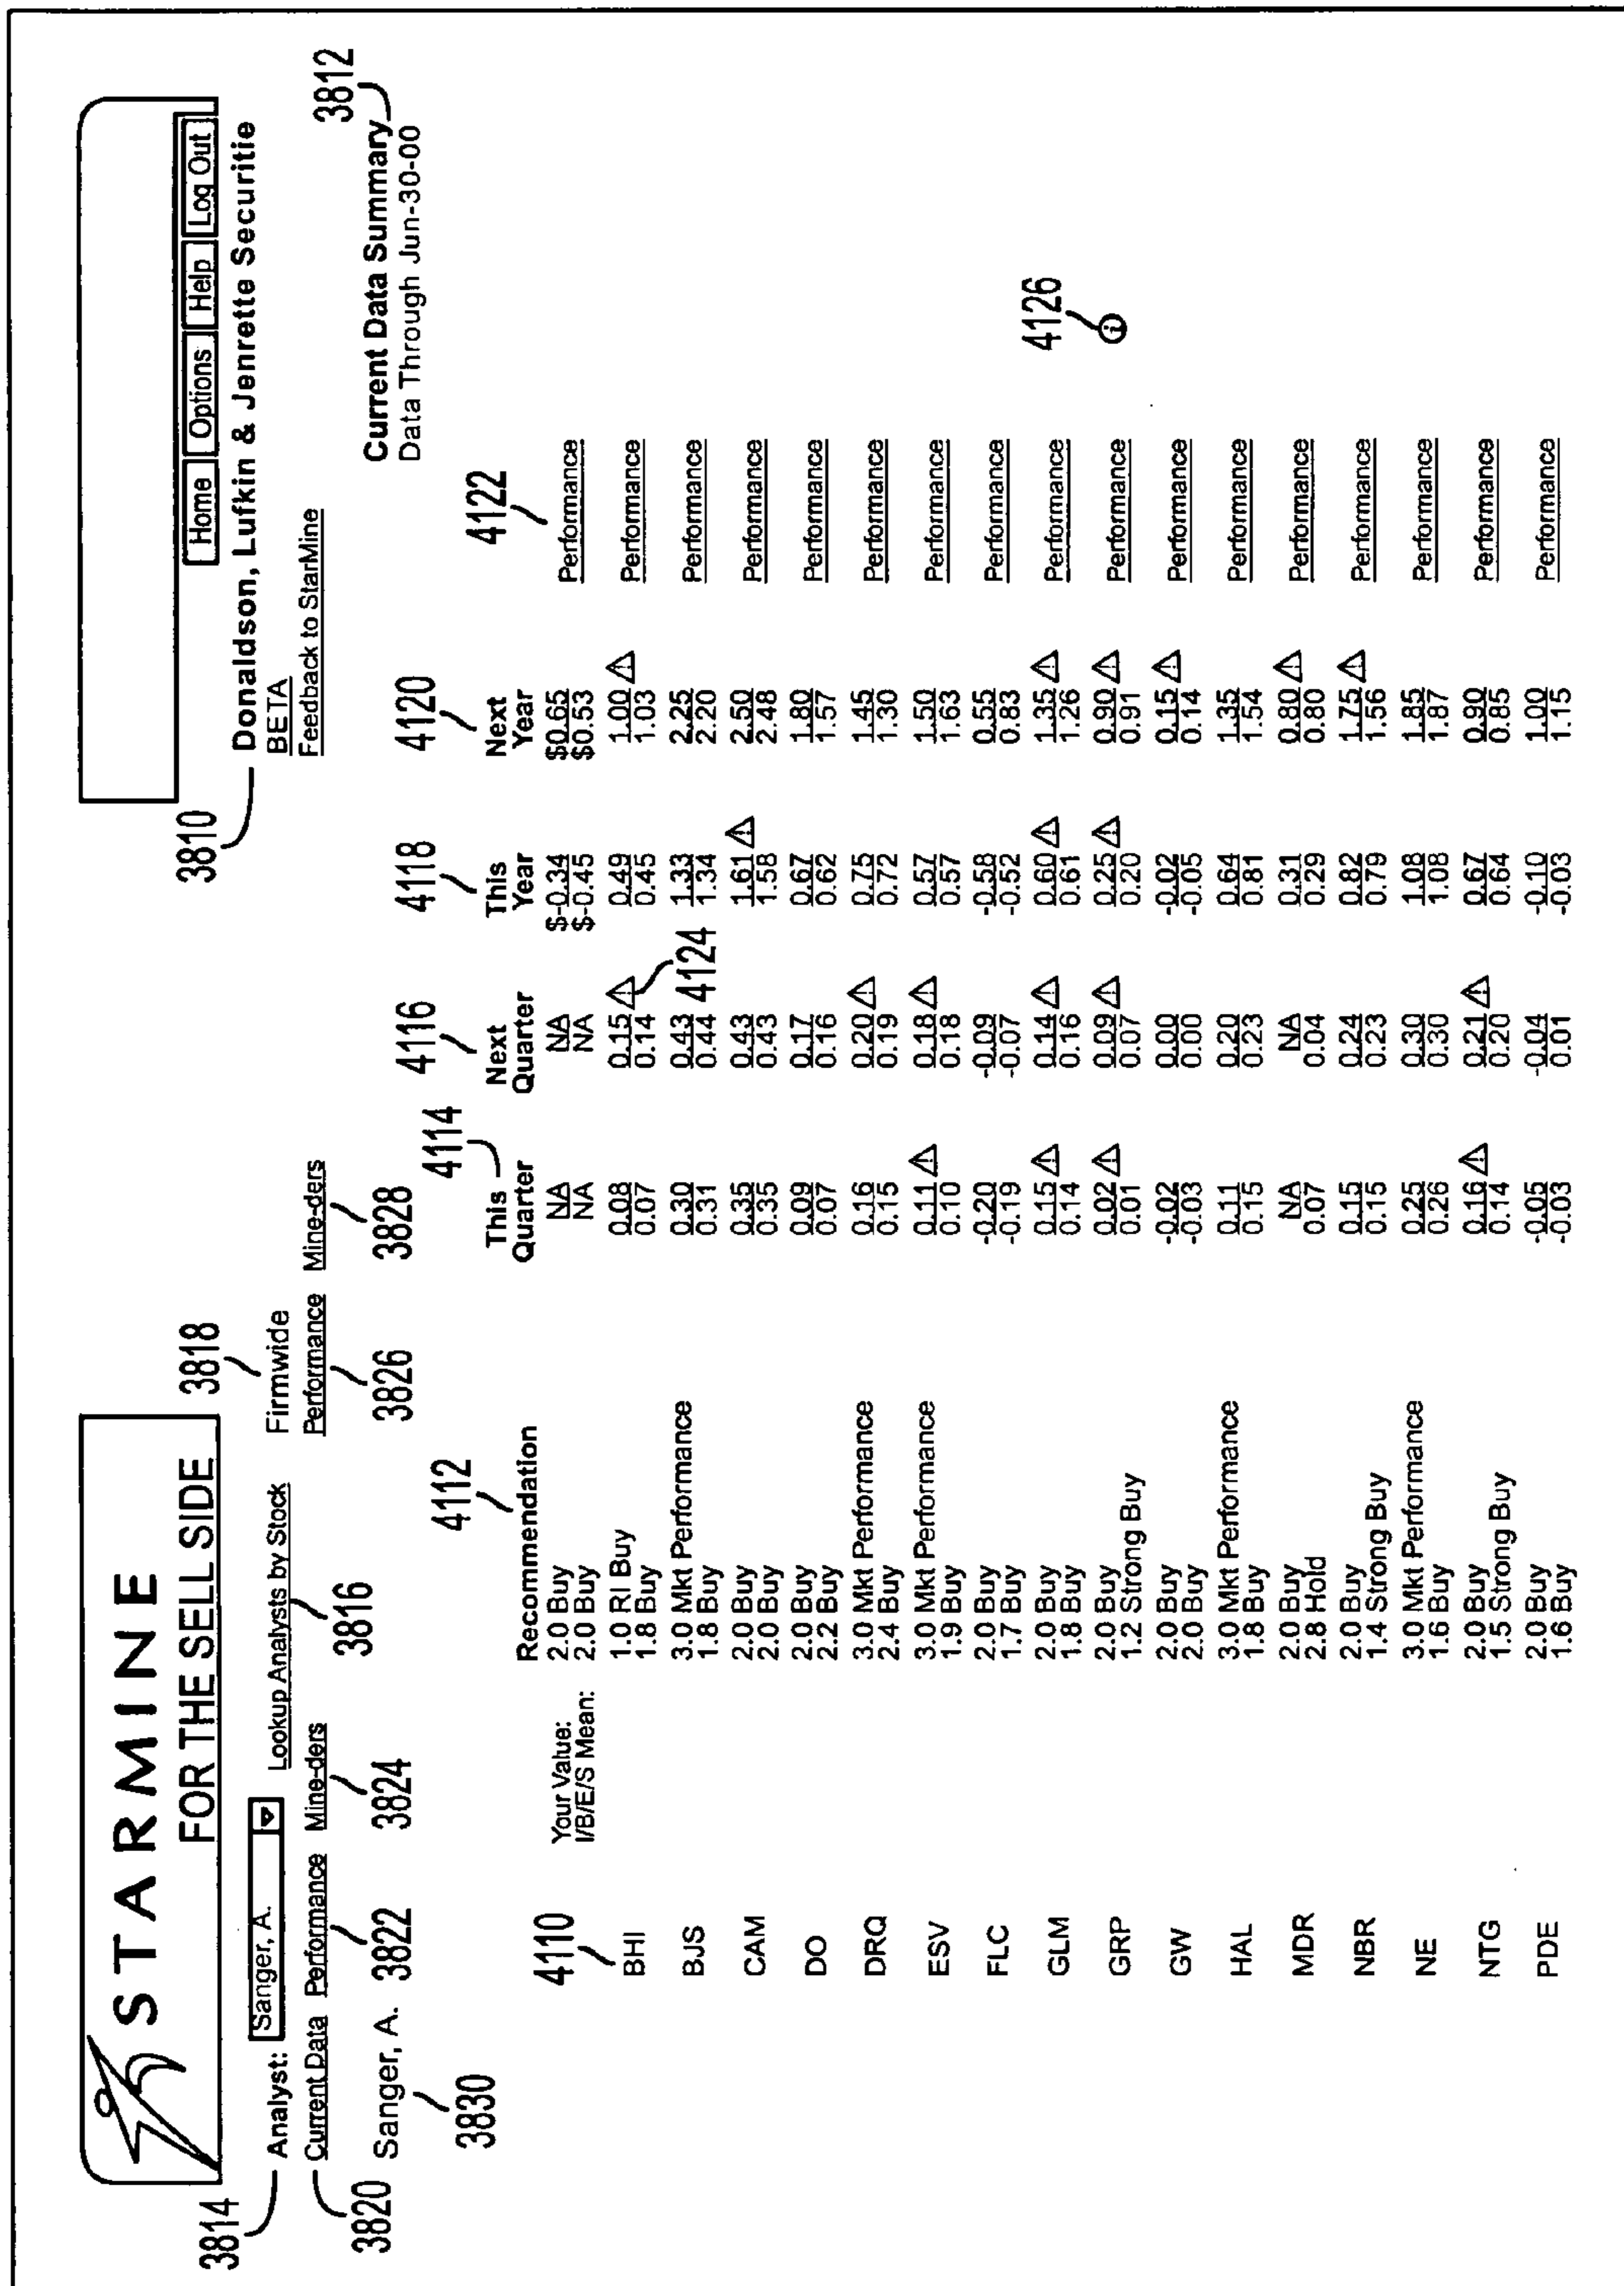 STARMINE
FOR THE SELL SIDE
Home Options Help Log Out
3810 Donaldson, Lufkin & Jenrette Securitie
BETA
Feedback to StarMine
3814 Analyst: Sanger, A. Lookup Analysts by Stock 3816
3818 Firmwide
3820 Current Data Performance 3822 Mine-ders 3824
Performance 3826 Mine-ders 3828
Sanger, A. 3830
Current Data Summary 3812
Data Through Jun-30-00
4110 4112 4114 4116 4118 4120 4122
Recommendation This Quarter Next Quarter This Year Next Year
Your Value: 2.0 Buy NA NA $-0.34 $0.65 Performance
I/B/E/S Mean: 2.0 Buy NA NA $-0.45 $0.53
BHI 1.0 RI Buy 0.08 0.15 0.49 1.00 Performance
1.8 Buy 0.07 0.14 4124 0.45 1.03
BJS 3.0 Mkt Performance 0.30 0.43 1.33 2.25 Performance
1.8 Buy 0.31 0.44 1.34 2.20
CAM 2.0 Buy 0.35 0.43 1.61 2.50 Performance
2.0 Buy 0.35 0.43 1.58 2.48
DO 2.0 Buy 0.09 0.17 0.67 1.80 Performance
2.2 Buy 0.07 0.16 0.62 1.57
DRQ 3.0 Mkt Performance 0.16 0.20 0.75 1.45 Performance
2.4 Buy 0.15 0.19 0.72 1.30
ESV 3.0 Mkt Performance 0.11 0.18 0.57 1.50 Performance
1.9 Buy 0.10 0.18 0.57 1.63
FLC 2.0 Buy -0.20 -0.09 -0.58 0.55 Performance
1.7 Buy -0.19 -0.07 -0.52 0.83
GLM 2.0 Buy 0.15 0.14 0.60 1.35 Performance
1.8 Buy 0.14 0.16 0.61 1.26
4126
GRP 2.0 Buy 0.02 0.09 0.25 0.90 Performance i
1.2 Strong Buy 0.01 0.07 0.20 0.91
GW 2.0 Buy -0.02 0.00 -0.02 0.15 Performance
2.0 Buy -0.03 0.00 -0.05 0.14
HAL 3.0 Mkt Performance 0.11 0.20 0.64 1.35 Performance
1.8 Buy 0.15 0.23 0.81 1.54
MDR 2.0 Buy NA NA 0.31 0.80 Performance
2.8 Hold 0.07 0.04 0.29 0.80
NBR 2.0 Buy 0.15 0.24 0.82 1.75 Performance
1.4 Strong Buy 0.15 0.23 0.79 1.56
NE 3.0 Mkt Performance 0.25 0.30 1.08 1.85 Performance
1.6 Buy 0.26 0.30 1.08 1.87
NTG 2.0 Buy 0.16 0.21 0.67 0.90 Performance
1.5 Strong Buy 0.14 0.20 0.64 0.85
PDE 2.0 Buy -0.05 -0.04 -0.10 1.00 Performance
1.6 Buy -0.03 0.01 -0.03 1.15